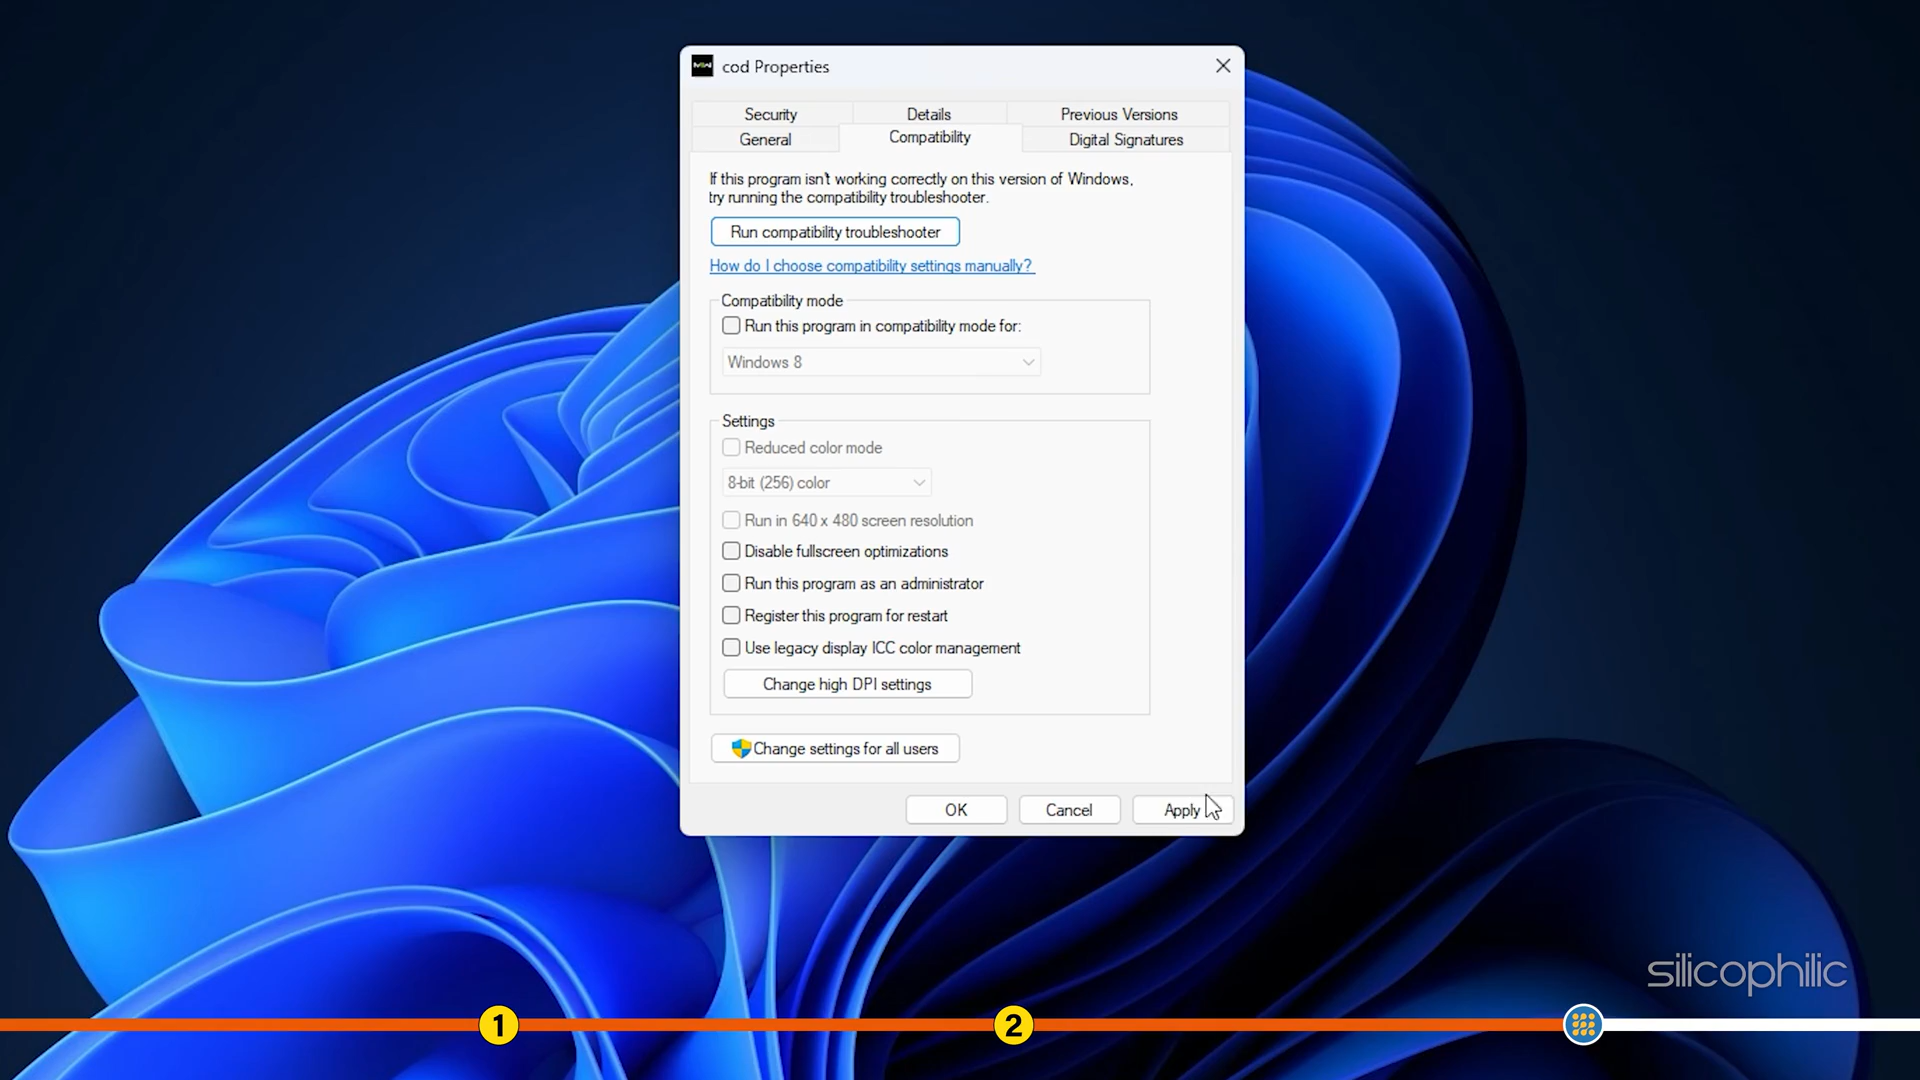 cod Properties
Security
Details
Previous Versions
General
Compatibility
Digital Signatures
If this program isn't working correctly on this version of Windows,
try running the compatibility troubleshooter.
Run compatibility troubleshooter
How do I choose compatibility settings manually?
Compatibility mode
Run this program in compatibility mode for:
Windows 8
Settings
Reduced color mode
8-bit (256) color
Run in 640 x 480 screen resolution
Disable fullscreen optimizations
Run this program as an administrator
Register this program for restart
Use legacy display ICC color management
Change high DPI settings
Change settings for all users
OK
Cancel
Apply
silicophilic
1
2